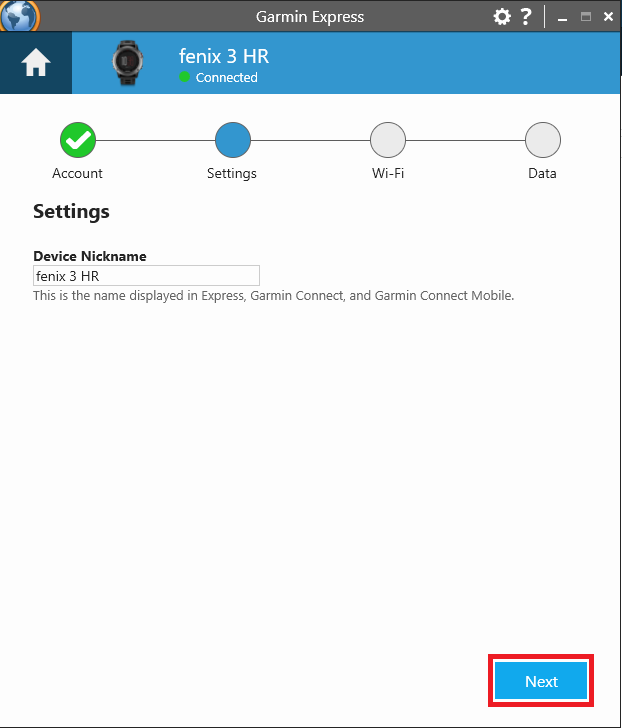 Garmin Express
?
fenix 3 HR
Connected
Account Settings Wi-Fi Data
Settings
Device Nickname
fenix 3 HR
This is the name displayed in Express, Garmin Connect, and Garmin Connect Mobile.
Next